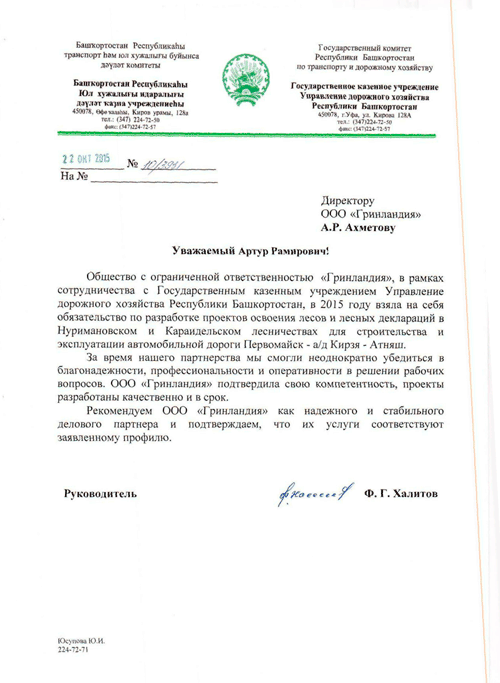 Башҡортостан Республикаһы
транспорт һәм юл хужалығы буйынса
дәүләт комитеты
Башҡортостан Республикаһы
Юл хужалығы идаралығы
дәүләт ҡаҙна учреждениеһы
450078, Өфө ҡалаһы, Киров урамы, 128а
тел.: (347) 224-72-50
факс: (347)224-72-57
Государственный комитет
Республики Башкортостан
по транспорту и дорожному хозяйству
Государственное казенное учреждение
Управление дорожного хозяйства
Республики Башкортостан
450078, г.Уфа, ул. Кирова 128А
тел.: (347)224-72-50
факс: (347)224-72-57
22 ОКТ 2015 № 10/3951
На №
Директору
ООО «Гринландия»
А.Р. Ахметову
Уважаемый Артур Рамирович!
Общество с ограниченной ответственностью «Гринландия», в рамках
сотрудничества с Государственным казенным учреждением Управление
дорожного хозяйства Республики Башкортостан, в 2015 году взяла на себя
обязательство по разработке проектов освоения лесов и лесных деклараций в
Нуримановском и Караидельском лесничествах для строительства и
эксплуатации автомобильной дороги Первомайск - а/д Кирзя - Атняш.
За время нашего партнерства мы смогли неоднократно убедиться в
благонадежности, профессиональности и оперативности в решении рабочих
вопросов. ООО «Гринландия» подтвердила свою компетентность, проекты
разработаны качественно и в срок.
Рекомендуем ООО «Гринландия» как надежного и стабильного
делового партнера и подтверждаем, что их услуги соответствуют
заявленному профилю.
Руководитель Ф. Г. Халитов
Юсупова Ю.И.
224-72-71